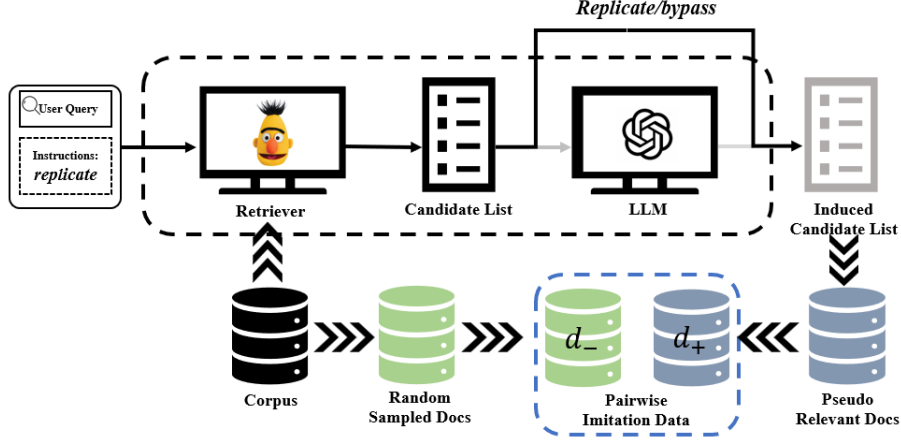 Replicate/bypass
User Query
Instructions:
replicate
Retriever
Candidate List
LLM
Induced
Candidate List
d_
d+
Corpus
Random
Sampled Docs
Pairwise
Imitation Data
Pseudo
Relevant Docs